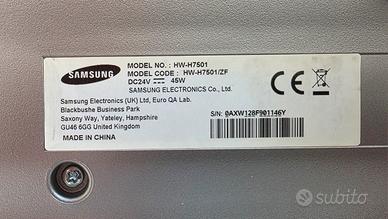 SAMSUNG
MODEL NO. : HW-H7501
MODEL CODE : HW-H7501/ZF
DC24V 45W
SAMSUNG ELECTRONICS Co., Ltd.
Samsung Electronics (UK) Ltd, Euro QA Lab.
Blackbushe Business Park
Saxony Way, Yateley, Hampshire
GU46 6GG United Kingdom
MADE IN CHINA
CE
S/N: 0AXW128F901146Y
subito